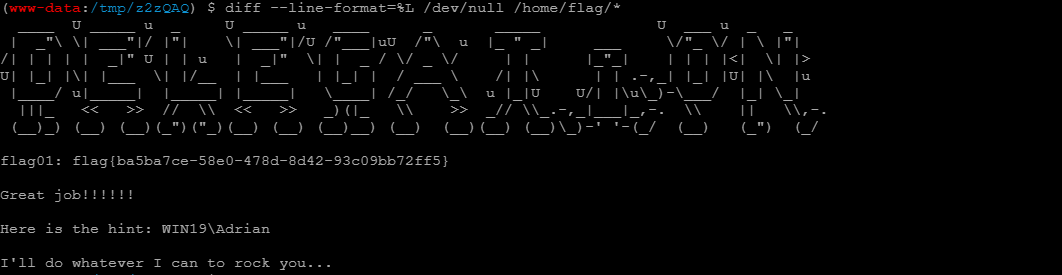 (www-data:/tmp/z2zQAQ) $ diff --line-format=%L /dev/null /home/flag/*
DELEGATION
flag01: flag{ba5ba7ce-58e0-478d-8d42-93c09bb72ff5}
Great job!!!!!!
Here is the hint: WIN19\Adrian
I'll do whatever I can to rock you...